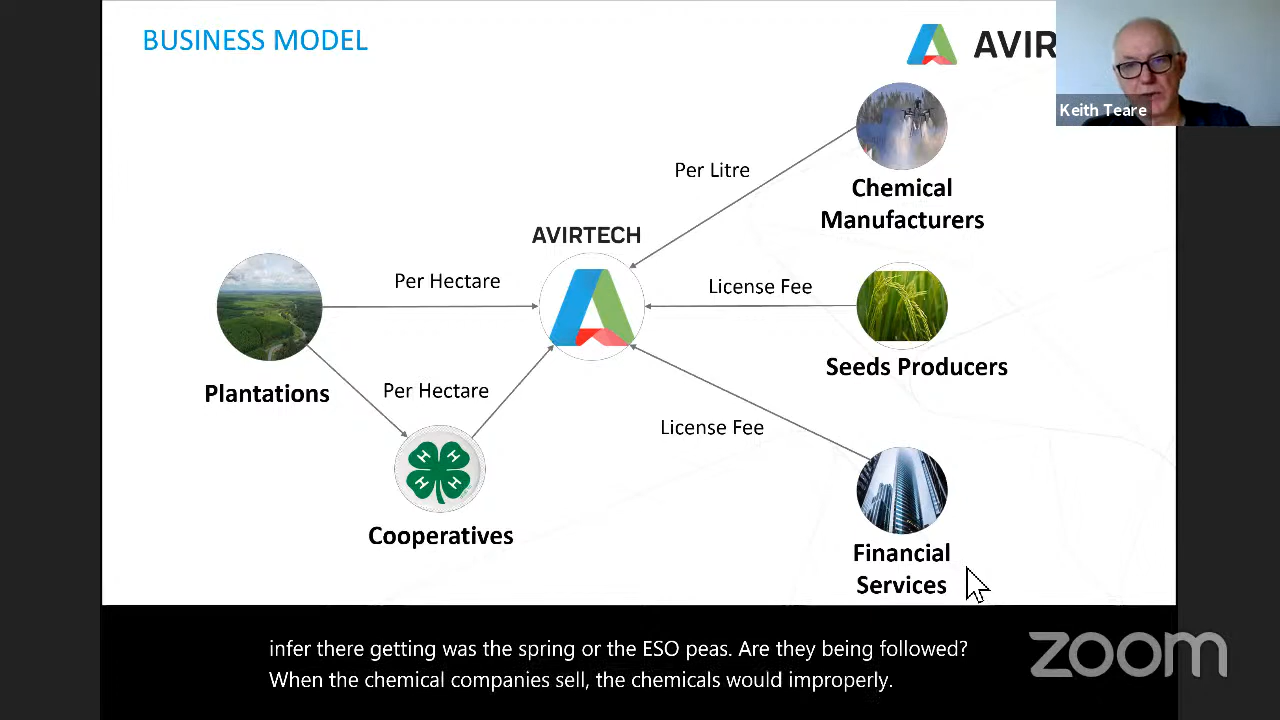 BUSINESS MODEL
AVIR
Keith Teare
Chemical
Manufacturers
Per Litre
AVIRTECH
Per Hectare
License Fee
Plantations
Seeds Producers
Per Hectare
License Fee
H H
H H
Cooperatives
Financial
Services
infer there getting was the spring or the ESO peas. Are they being followed?
When the chemical companies sell, the chemicals would improperly.
zoom